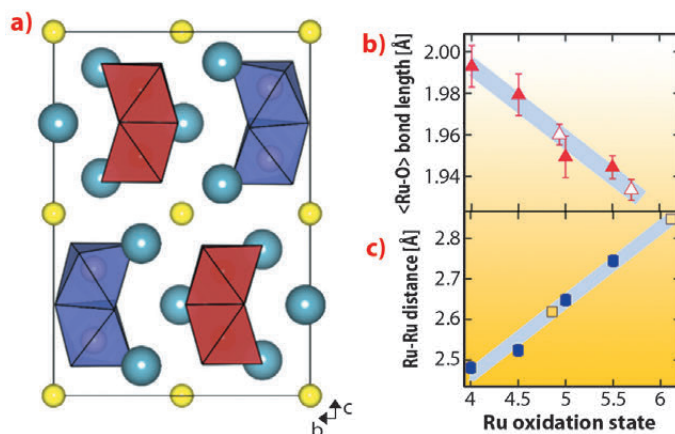 a)
b
c
b)
<Ru-O> bond length [Å]
2.00
1.98
1.96
1.94
c)
Ru-Ru distance [Å]
2.8
2.7
2.6
2.5
4 4.5 5 5.5 6
Ru oxidation state